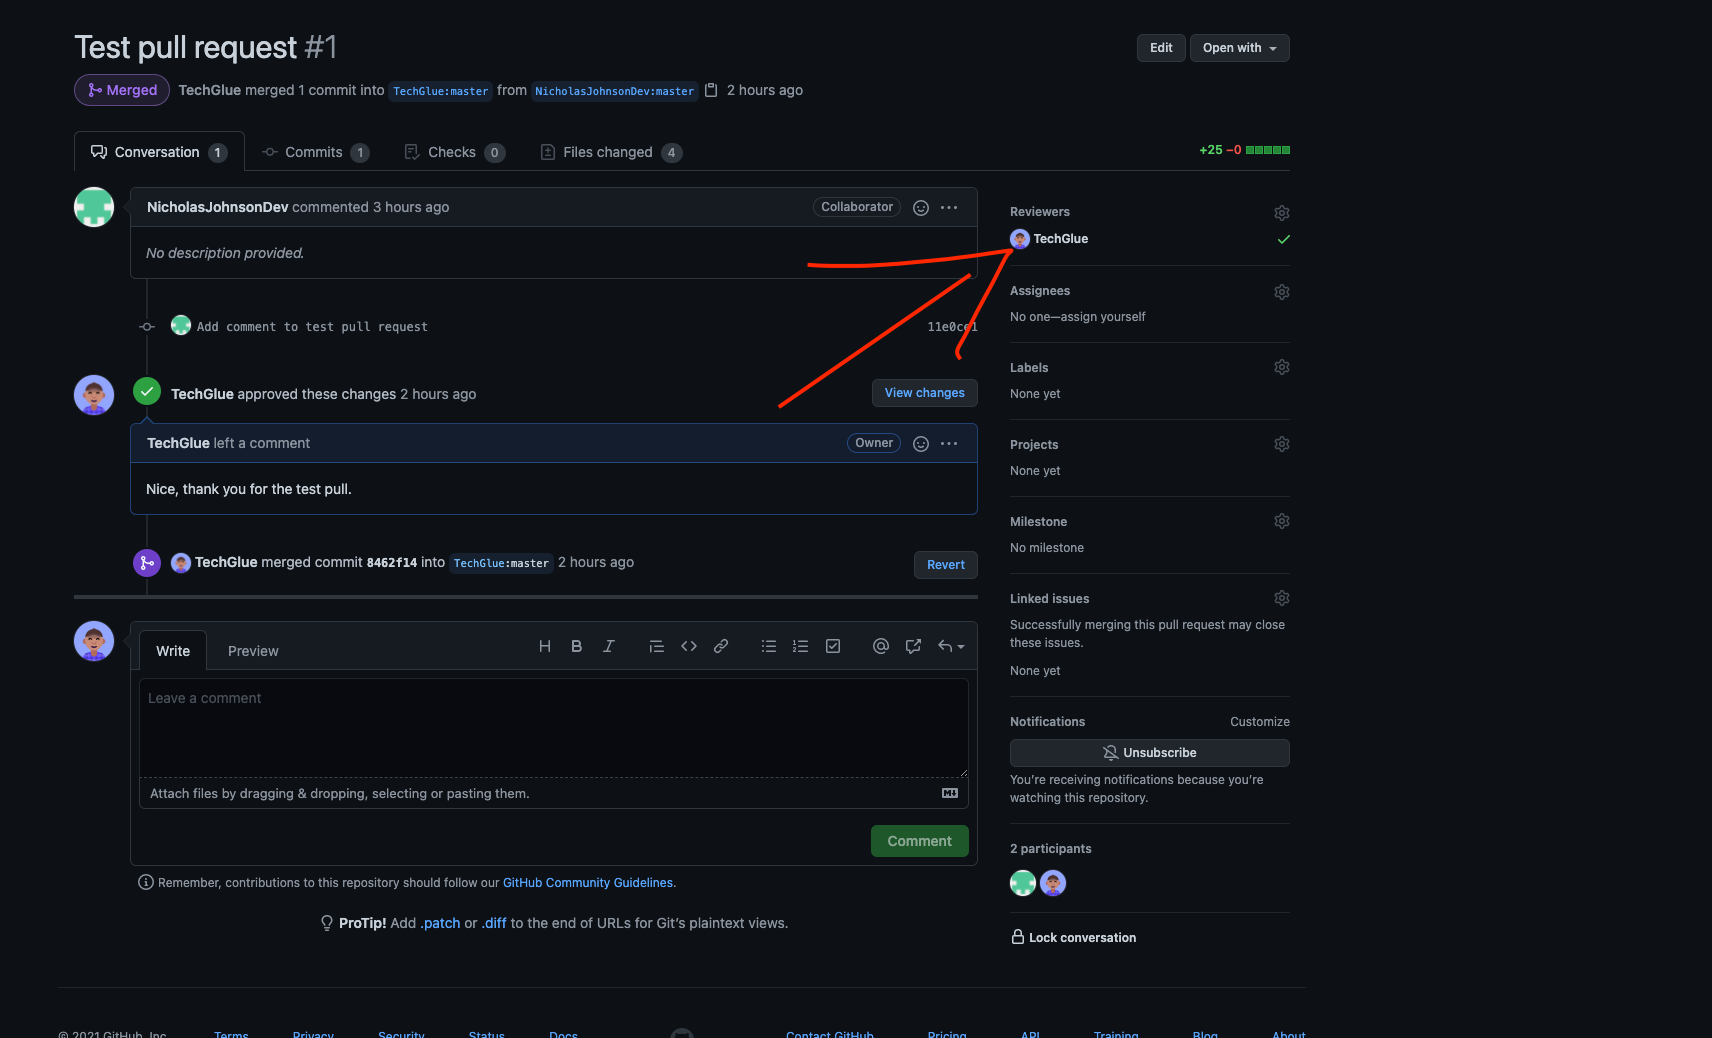 Test pull request #1
Edit
Open with
Merged TechGlue merged 1 commit into TechGlue:master from NicholasJohnsonDev:master 2 hours ago
Conversation 1 Commits 1 Checks 0 Files changed 4
+25 −0
NicholasJohnsonDev commented 3 hours ago
Collaborator
No description provided.
Add comment to test pull request
11e0ce1
TechGlue approved these changes 2 hours ago
View changes
TechGlue left a comment
Owner
Nice, thank you for the test pull.
TechGlue merged commit 8462f14 into TechGlue:master 2 hours ago
Revert
Write Preview
Leave a comment
Attach files by dragging & dropping, selecting or pasting them.
Comment
Remember, contributions to this repository should follow our GitHub Community Guidelines.
ProTip! Add .patch or .diff to the end of URLs for Git's plaintext views.
Reviewers
TechGlue
Assignees
No one—assign yourself
Labels
None yet
Projects
None yet
Milestone
No milestone
Linked issues
Successfully merging this pull request may close
these issues.
None yet
Notifications
Customize
Unsubscribe
You're receiving notifications because you're
watching this repository.
2 participants
Lock conversation
© 2021 GitHub, Inc.
Terms Privacy Security Status Docs
Contact GitHub Pricing API Training Blog About